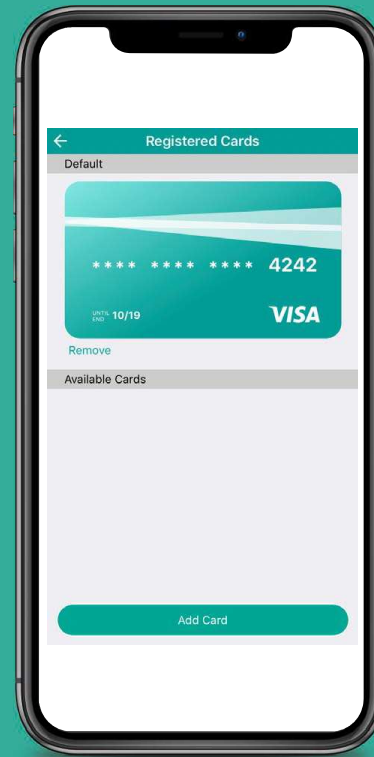 Registered Cards
Default
**** **** **** 4242
UNTIL
END 10/19
VISA
Remove
Available Cards
Add Card